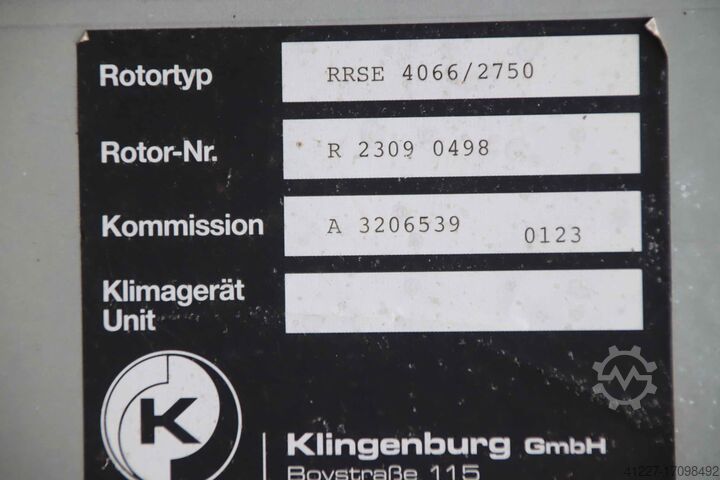 Rotortyp RRSE 4066/2750
Rotor-Nr. R 2309 0498
Kommission A 3206539 0123
Klimagerät
Unit
K
Klingenburg GmbH
Boystraße 115
41227-17098492